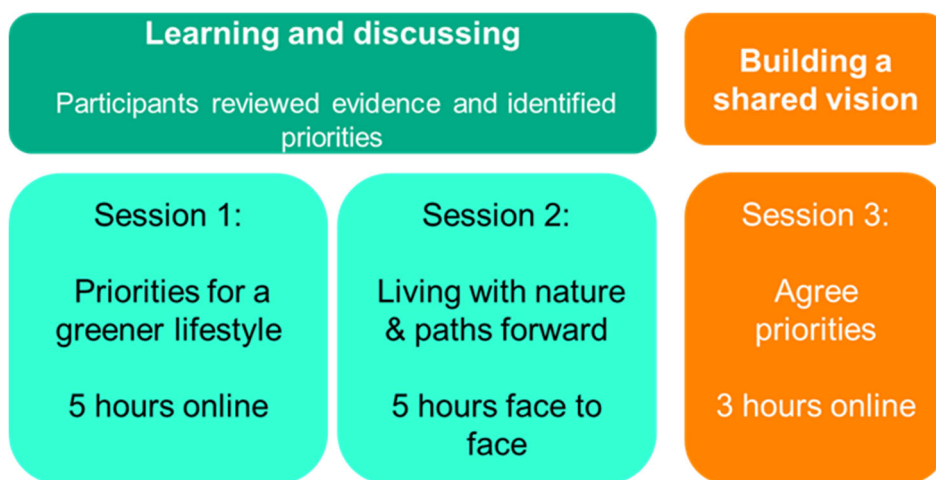 Learning and discussing
Participants reviewed evidence and identified
priorities
Building a
shared vision
Session 1:
Priorities for a
greener lifestyle
5 hours online
Session 2:
Living with nature
& paths forward
5 hours face to
face
Session 3:
Agree
priorities
3 hours online